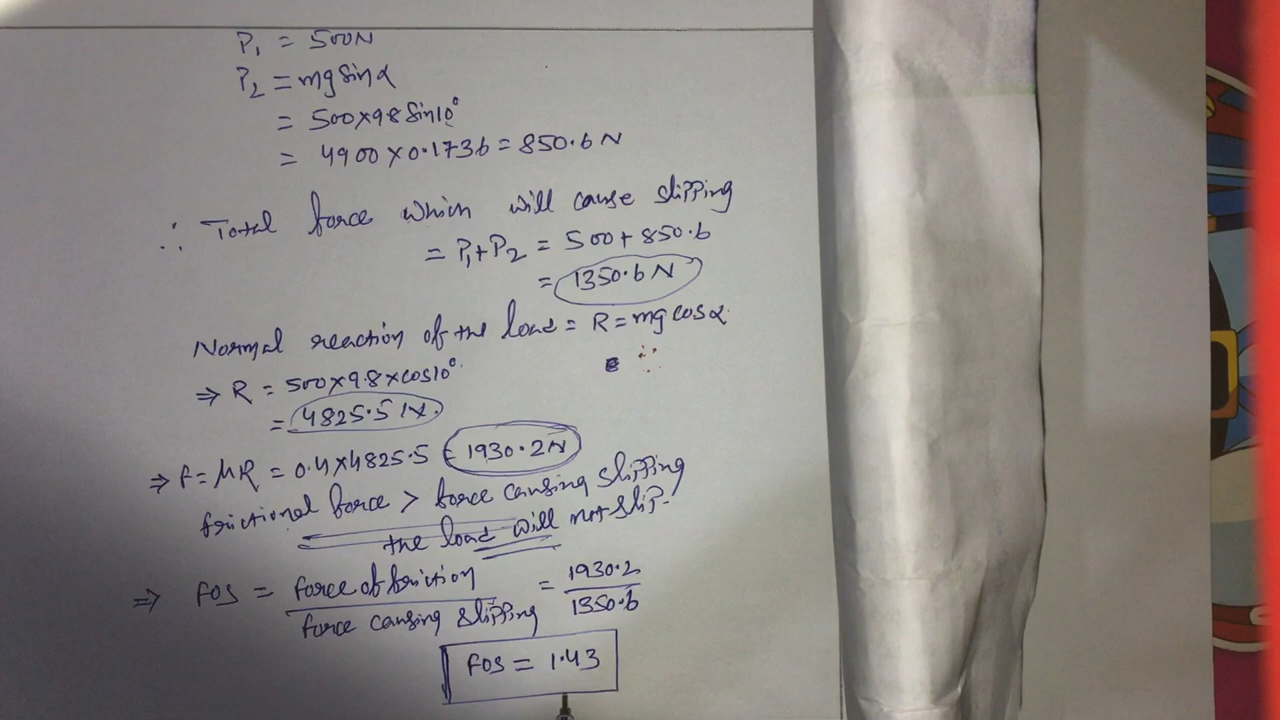 P₁ = 500N
P₂ = mg sinα
= 500×9.8 sin10°
= 4900×0.1736 = 850.6 N
∴ Total force which will cause slipping
= P₁+P₂ = 500+850.6
= 1350.6 N
Normal reaction of the load = R = mg cosα
⇒ R = 500×9.8×cos10°
= 4825.5 N.
⇒ F = μR = 0.4×4825.5 = 1930.2N
frictional force > force causing slipping
the load will not slip.
⇒ FOS = force of friction / force causing slipping = 1930.2 / 1350.6
FOS = 1.43